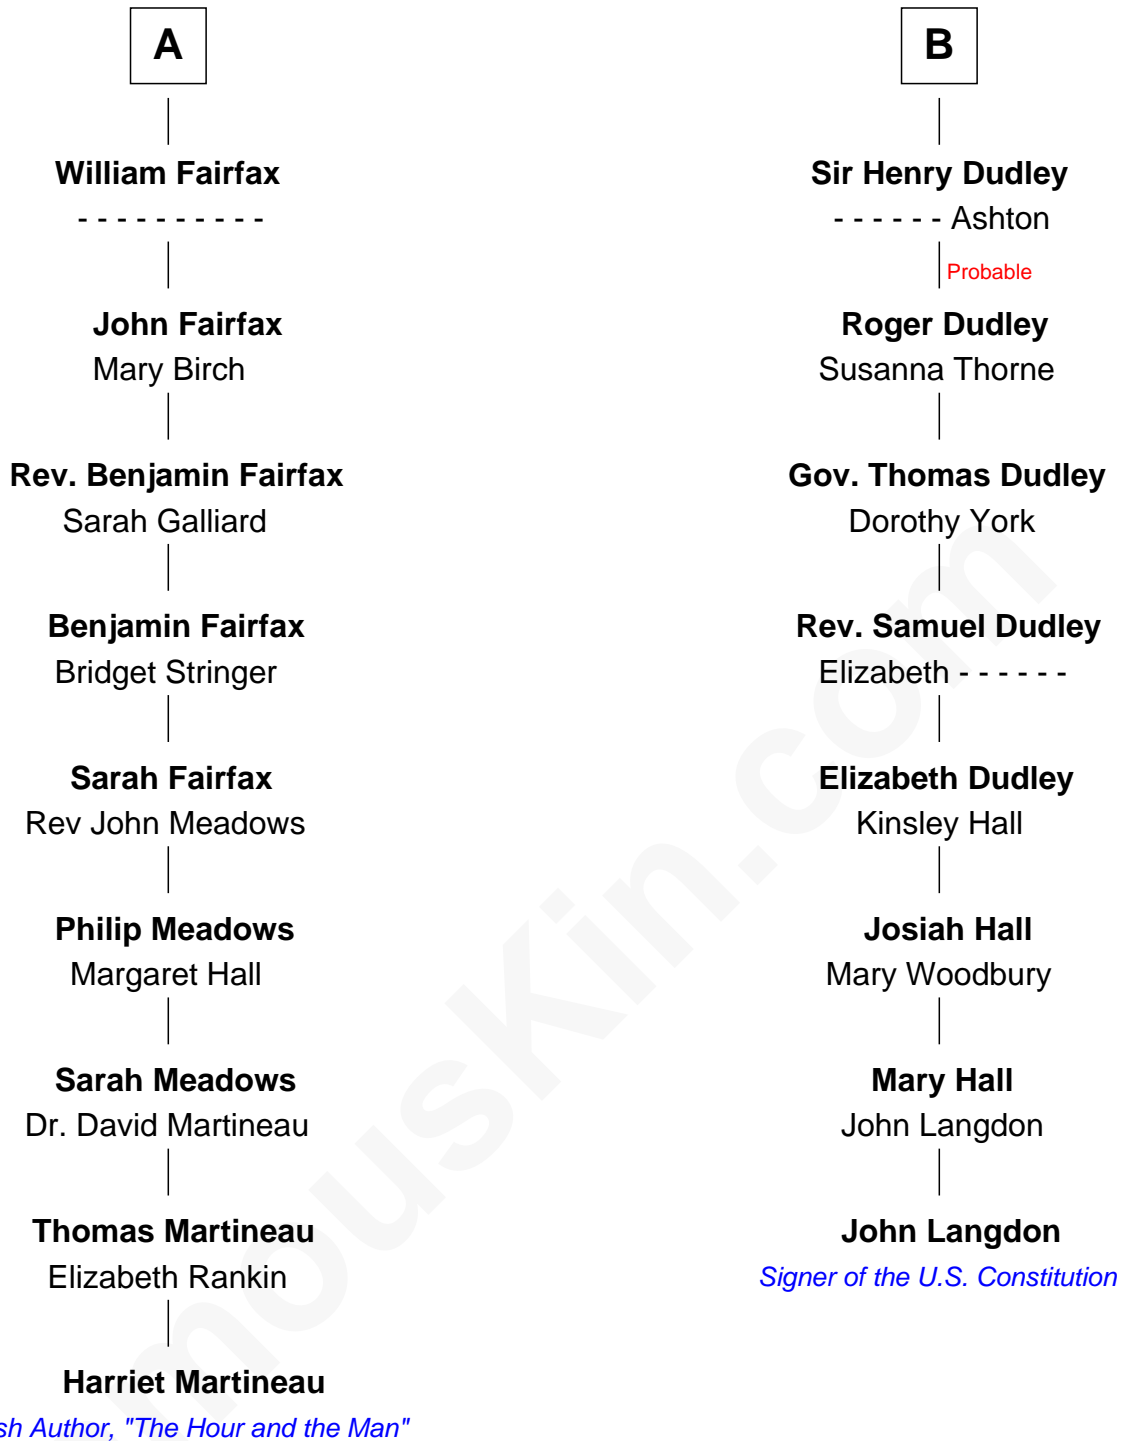 A
William Fairfax
- - - - - - - - - -
John Fairfax
Mary Birch
Rev. Benjamin Fairfax
Sarah Galliard
Benjamin Fairfax
Bridget Stringer
Sarah Fairfax
Rev John Meadows
Philip Meadows
Margaret Hall
Sarah Meadows
Dr. David Martineau
Thomas Martineau
Elizabeth Rankin
Harriet Martineau
sh Author, "The Hour and the Man"
B
Sir Henry Dudley
- - - - - - Ashton
Probable
Roger Dudley
Susanna Thorne
Gov. Thomas Dudley
Dorothy York
Rev. Samuel Dudley
Elizabeth - - - - - -
Elizabeth Dudley
Kinsley Hall
Josiah Hall
Mary Woodbury
Mary Hall
John Langdon
John Langdon
Signer of the U.S. Constitution
mouskin.com